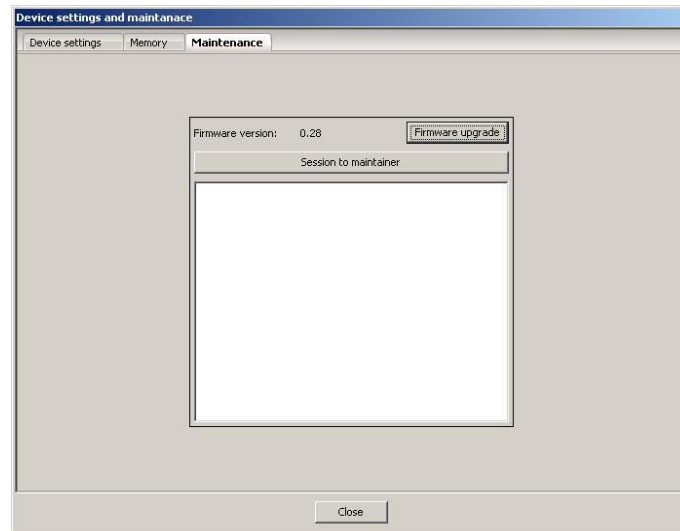 Device settings and maintanace
Device settings Memory Maintenance
Firmware version: 0.28 Firmware upgrade
Session to maintainer
Close